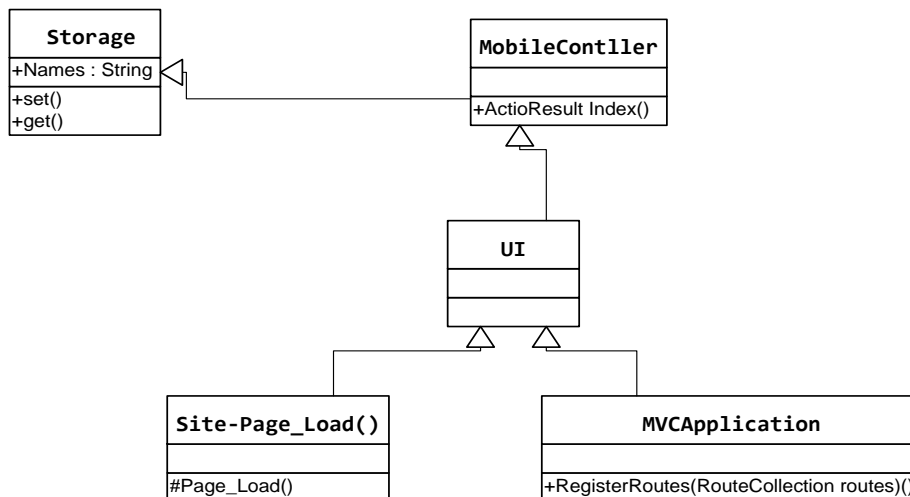 Storage
+Names : String
+set()
+get()
MobileContller
+ActioResult Index()
UI
Site-Page_Load()
#Page_Load()
MVCApplication
+RegisterRoutes(RouteCollection routes)()